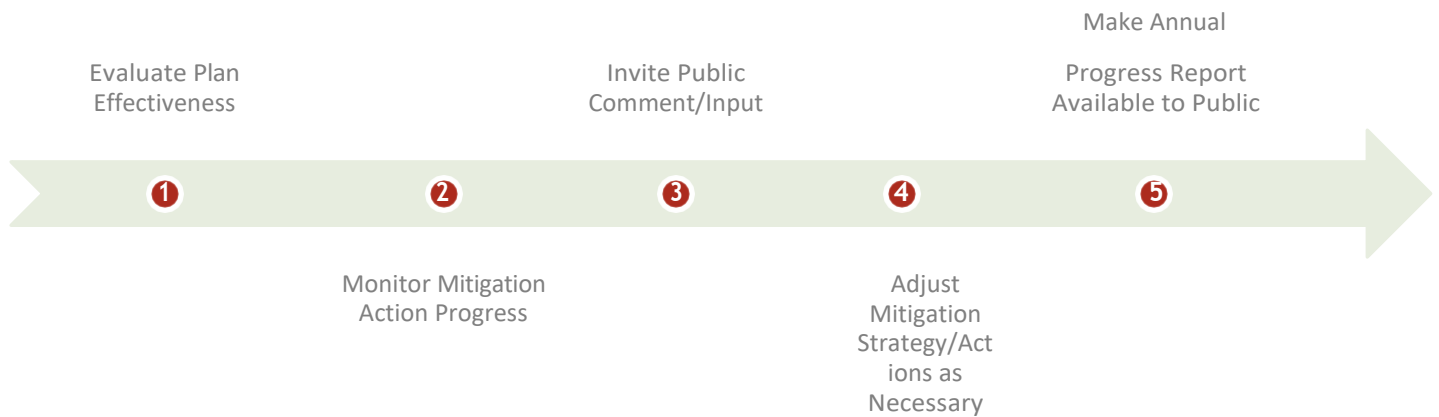 Evaluate Plan
Effectiveness
Invite Public
Comment/Input
Make Annual
Progress Report
Available to Public
1
2
3
4
5
Monitor Mitigation
Action Progress
Adjust
Mitigation
Strategy/Act
ions as
Necessary